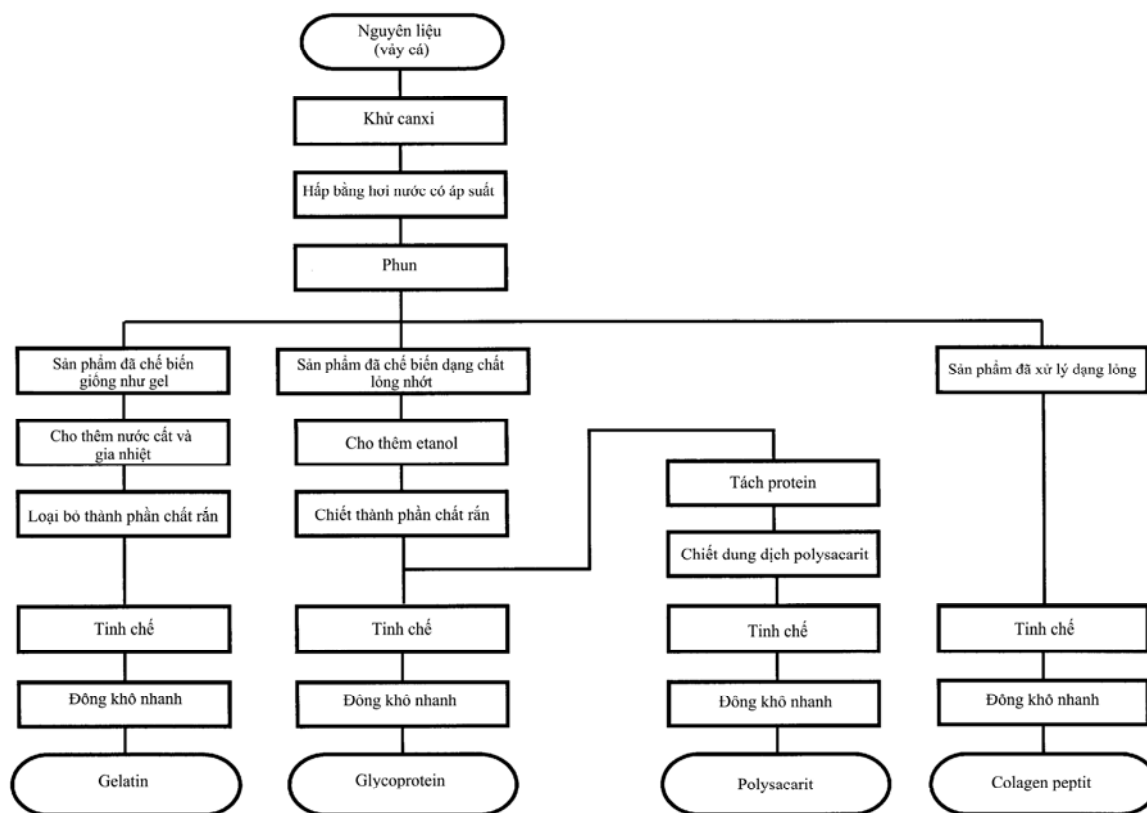 Nguyên liệu
(vảy cá)
Khử canxi
Hấp bằng hơi nước có áp suất
Phun
Sản phẩm đã chế biến
giống như gel
Sản phẩm đã chế biến dạng chất
lỏng nhớt
Sản phẩm đã xử lý dạng lỏng
Cho thêm nước cất và
gia nhiệt
Cho thêm etanol
Tách protein
Loại bỏ thành phần chất rắn
Chiết thành phần chất rắn
Chiết dung dịch polysacarit
Tinh chế
Tinh chế
Tinh chế
Tinh chế
Đông khô nhanh
Đông khô nhanh
Đông khô nhanh
Đông khô nhanh
Gelatin
Glycoprotein
Polysacarit
Colagen peptit